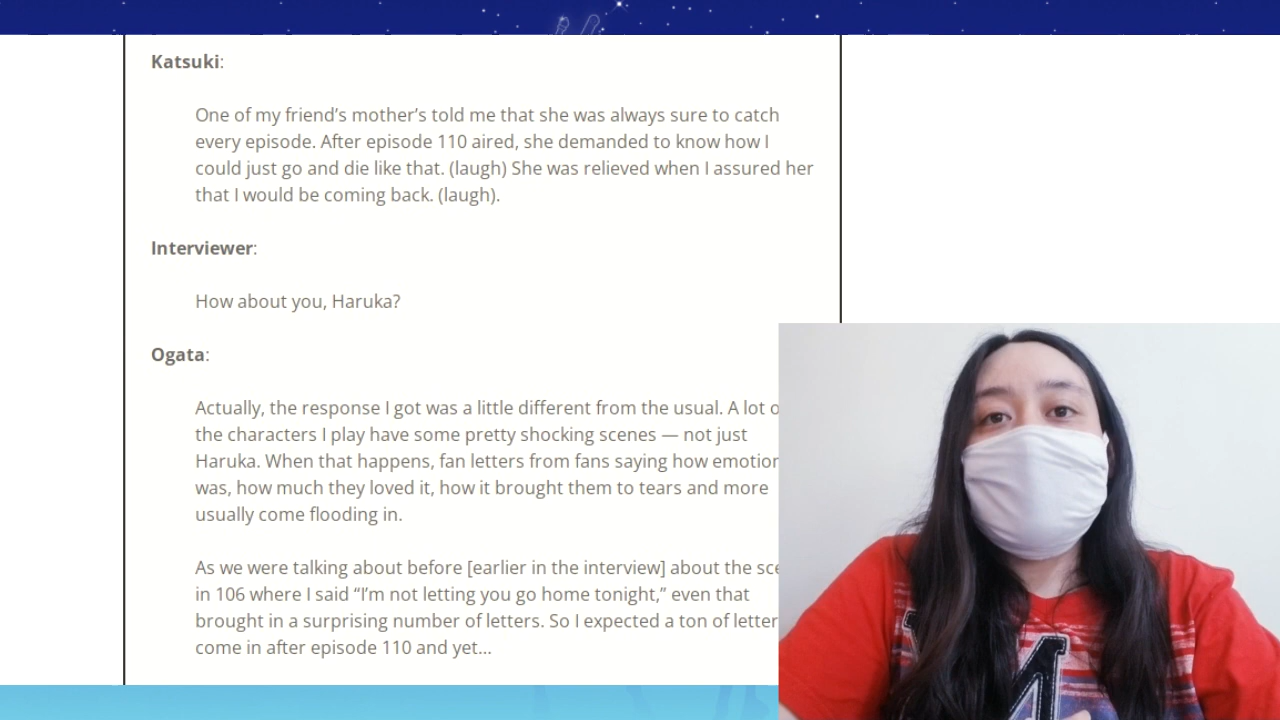 Katsuki:
One of my friend’s mother’s told me that she was always sure to catch
every episode. After episode 110 aired, she demanded to know how I
could just go and die like that. (laugh) She was relieved when I assured her
that I would be coming back. (laugh).
Interviewer:
How about you, Haruka?
Ogata:
Actually, the response I got was a little different from the usual. A lot
the characters I play have some pretty shocking scenes — not just
Haruka. When that happens, fan letters from fans saying how
was, how much they loved it, how it brought them to tears and more
usually come flooding in.
As we were talking about before [earlier in the interview] about the
in 106 where I said “I’m not letting you go home tonight,” even that
brought in a surprising number of letters. So I expected a ton of
come in after episode 110 and yet...